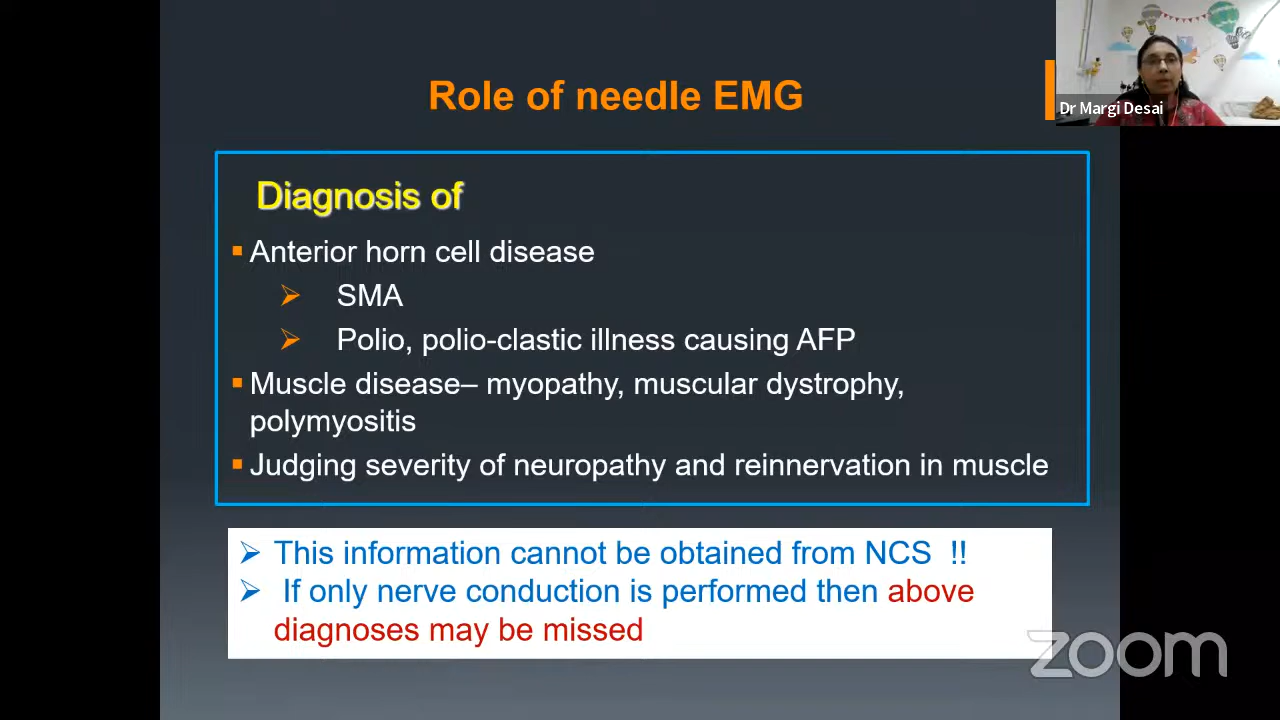 Role of needle EMG
Dr Margi Desai
Diagnosis of
Anterior horn cell disease
SMA
Polio, polio-clastic illness causing AFP
Muscle disease– myopathy, muscular dystrophy,
polymyositis
Judging severity of neuropathy and reinnervation in muscle
This information cannot be obtained from NCS !!
If only nerve conduction is performed then above
diagnoses may be missed
zoom